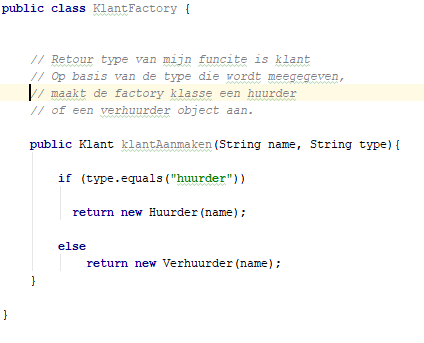 public class KlantFactory {
// Retour type van mijn funcite is klant
// Op basis van de type die wordt meegegeven,
// maakt de factory klasse een huurder
// of een verhuurder object aan.
public Klant klantAanmaken(String name, String type){
if (type.equals("huurder"))
return new Huurder(name);
else
return new Verhuurder(name);
}
}